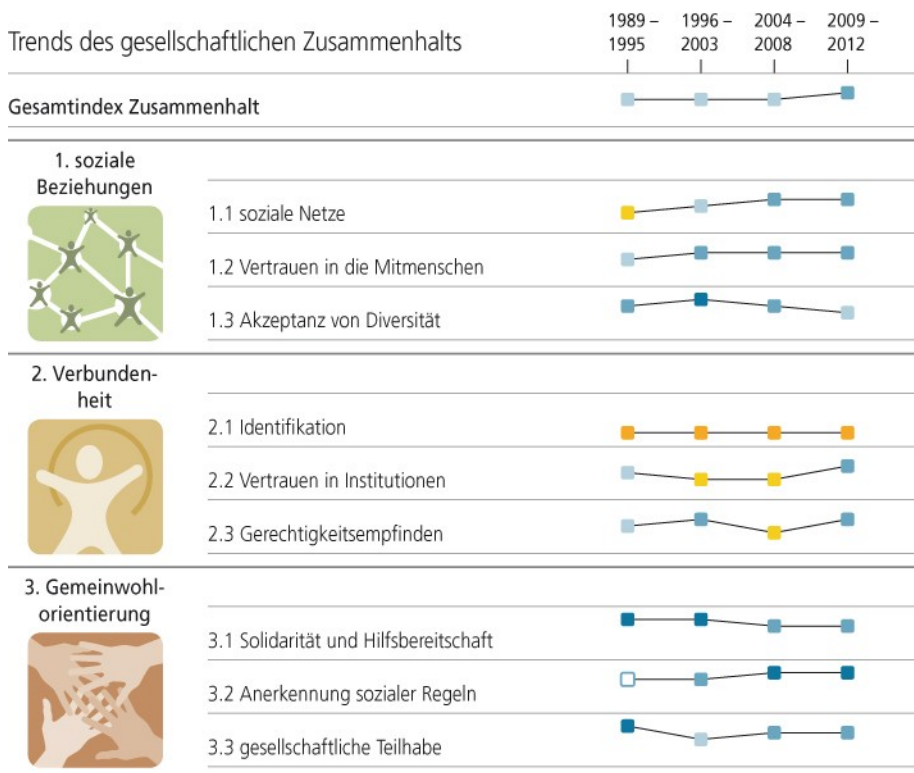 Trends des gesellschaftlichen Zusammenhalts
1989 – 1996 – 2004 – 2009 –
1995 2003 2008 2012
Gesamtindex Zusammenhalt
1. soziale
Beziehungen
1.1 soziale Netze
1.2 Vertrauen in die Mitmenschen
1.3 Akzeptanz von Diversität
2. Verbunden-
heit
2.1 Identifikation
2.2 Vertrauen in Institutionen
2.3 Gerechtigkeitsempfinden
3. Gemeinwohl-
orientierung
3.1 Solidarität und Hilfsbereitschaft
3.2 Anerkennung sozialer Regeln
3.3 gesellschaftliche Teilhabe